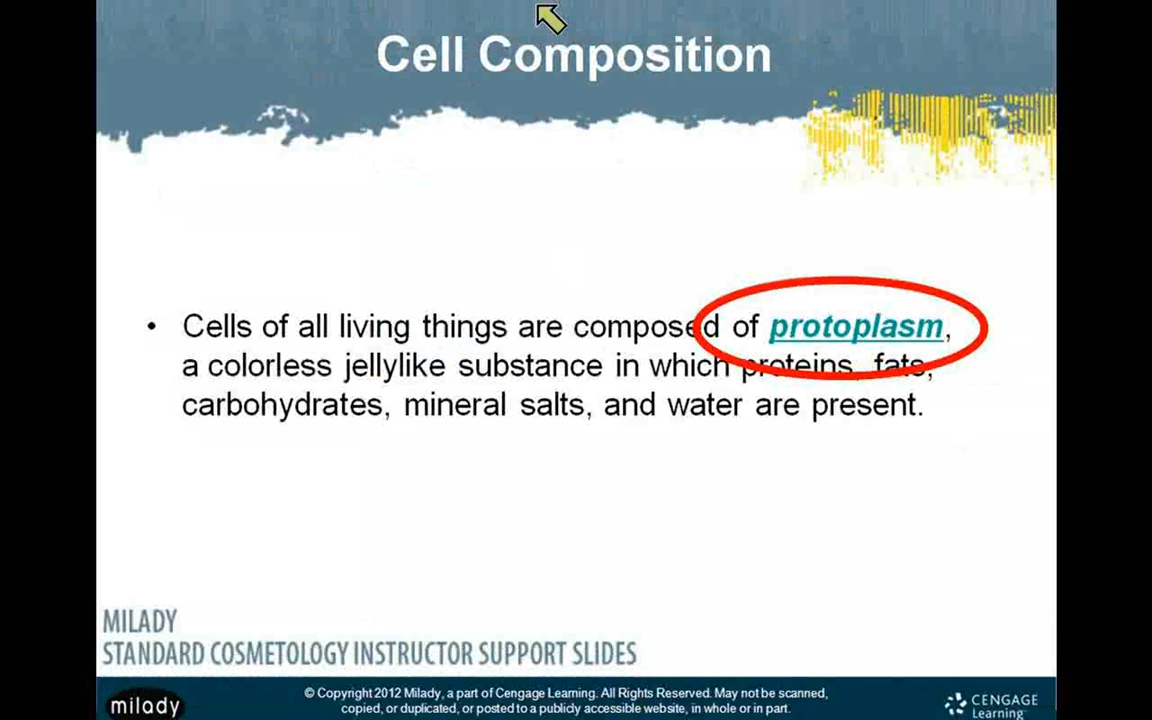 Cell Composition
• Cells of all living things are composed of protoplasm,
a colorless jellylike substance in which proteins, fats,
carbohydrates, mineral salts, and water are present.
MILADY
STANDARD COSMETOLOGY INSTRUCTOR SUPPORT SLIDES
milady
© Copyright 2012 Milady, a part of Cengage Learning. All Rights Reserved. May not be scanned,
copied, or duplicated, or posted to a publicly accessible website, in whole or in part.
CENGAGE
Learning